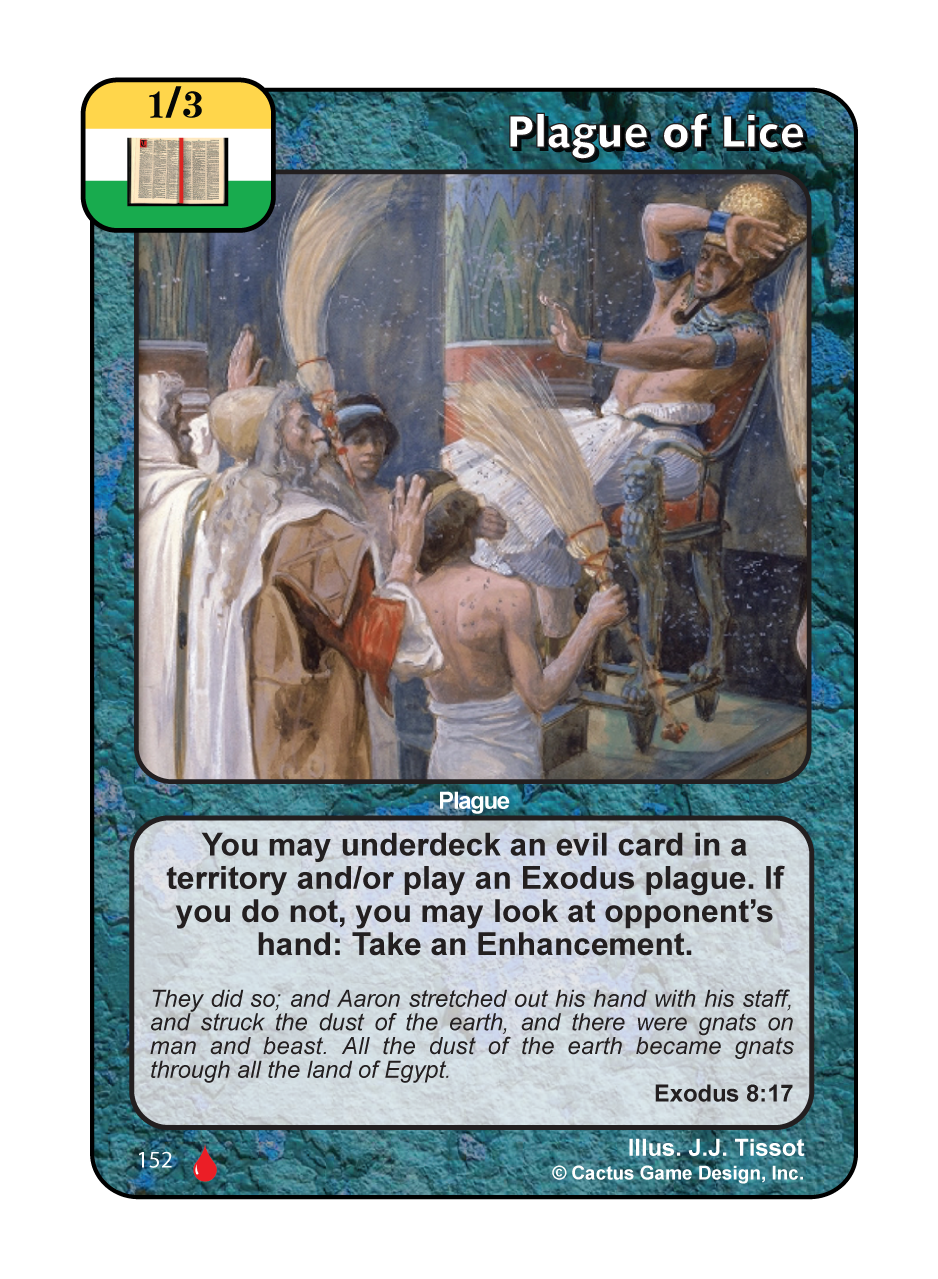 1/3
Plague of Lice
Plague
You may underdeck an evil card in a
territory and/or play an Exodus plague. If
you do not, you may look at opponent's
hand: Take an Enhancement.
They did so; and Aaron stretched out his hand with his staff,
and struck the dust of the earth, and there were gnats on
man and beast. All the dust of the earth became gnats
through all the land of Egypt.
Exodus 8:17
152
Illus. J.J. Tissot
© Cactus Game Design, Inc.